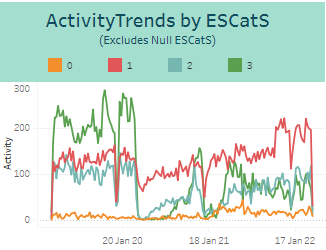 ActivityTrends by ESCatS
(Excludes Null ESCatS)
0 1 2 3
300
200
100
0
Activity
20 Jan 20 18 Jan 21 17 Jan 22